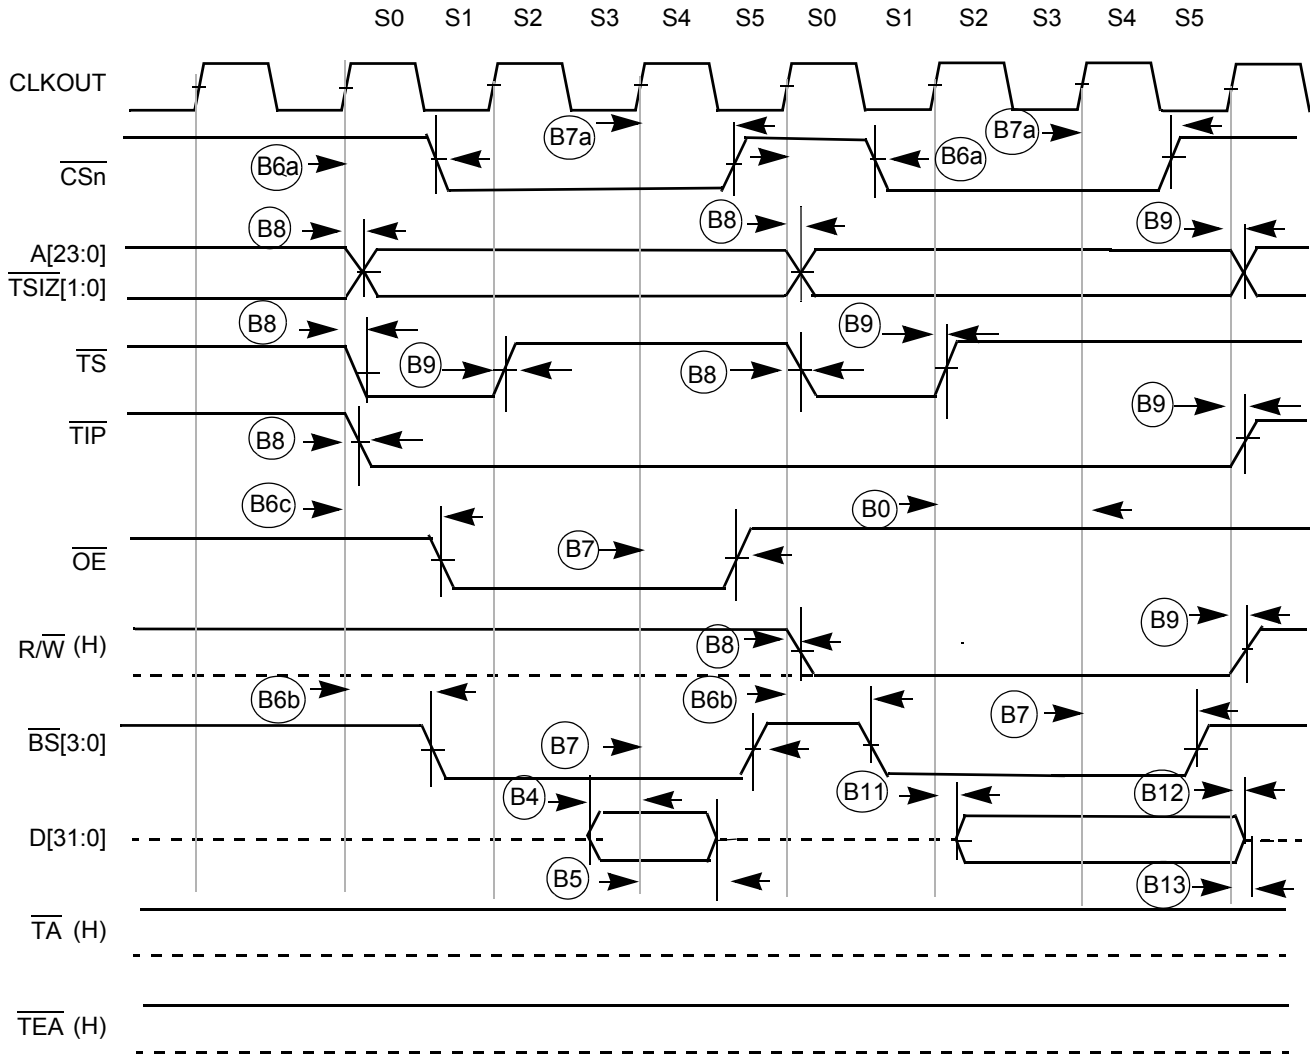 S0 S1 S2 S3 S4 S5 S0 S1 S2 S3 S4 S5
CLKOUT
B7a B7a
CSn B6a B6a
B8 B8 B9
A[23:0]
TSIZ[1:0]
B8 B9
TS B9 B8
B9
TIP B8
B6c B0
OE B7
R/W (H) B8 B9
B6b B6b B7
BS[3:0] B7
B4 B11 B12
D[31:0]
B5 B13
TA (H)
TEA (H)